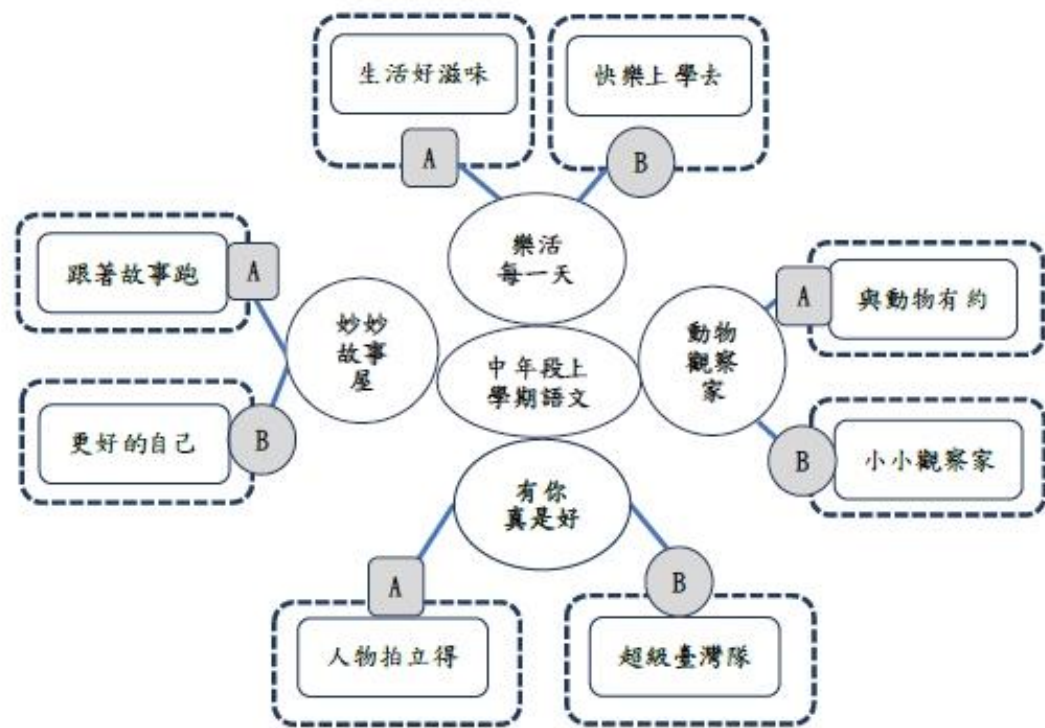 生活好滋味
快樂上學去
A
B
樂活
每一天
跟著故事跑
A
妙妙
故事
屋
動物
觀察
家
A
與動物有約
中年段上
學期語文
更好的自己
B
B
小小觀察家
有你
真是好
A
B
人物拍立得
超級臺灣隊